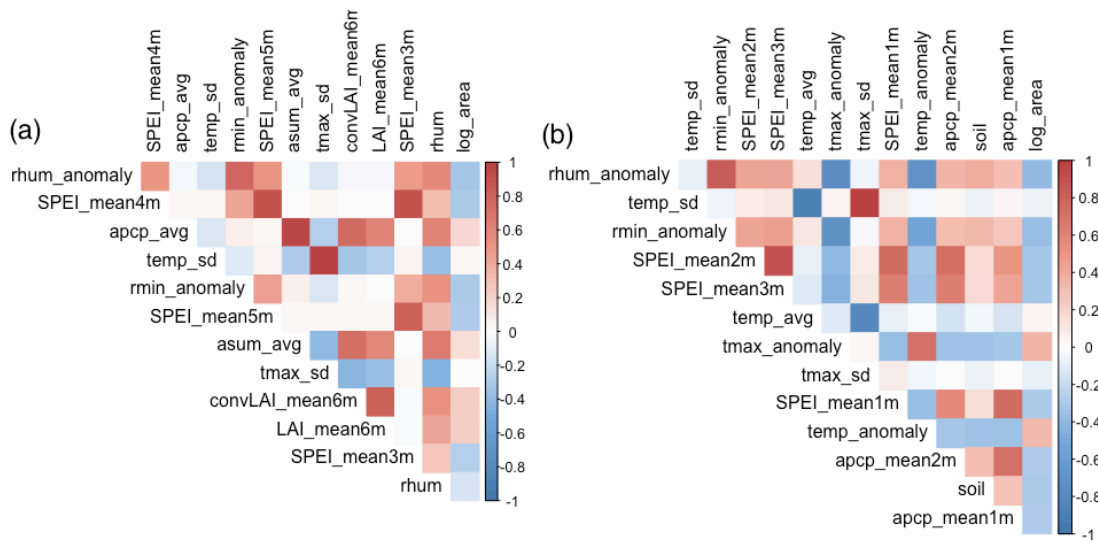 (a)
SPEI_mean4m
apcp_avg
temp_sd
rmin_anomaly
SPEI_mean5m
asum_avg
tmax_sd
convLAI_mean6m
LAI_mean6m
SPEI_mean3m
rhum
log_area
rhum_anomaly
SPEI_mean4m
apcp_avg
temp_sd
rmin_anomaly
SPEI_mean5m
asum_avg
tmax_sd
convLAI_mean6m
LAI_mean6m
SPEI_mean3m
rhum
1
0.8
0.6
0.4
0.2
0
-0.2
-0.4
-0.6
-0.8
-1
(b)
temp_sd
rmin_anomaly
SPEI_mean2m
SPEI_mean3m
temp_avg
tmax_anomaly
tmax_sd
SPEI_mean1m
temp_anomaly
apcp_mean2m
soil
apcp_mean1m
log_area
rhum_anomaly
temp_sd
rmin_anomaly
SPEI_mean2m
SPEI_mean3m
temp_avg
tmax_anomaly
tmax_sd
SPEI_mean1m
temp_anomaly
apcp_mean2m
soil
apcp_mean1m
1
0.8
0.6
0.4
0.2
0
-0.2
-0.4
-0.6
-0.8
-1